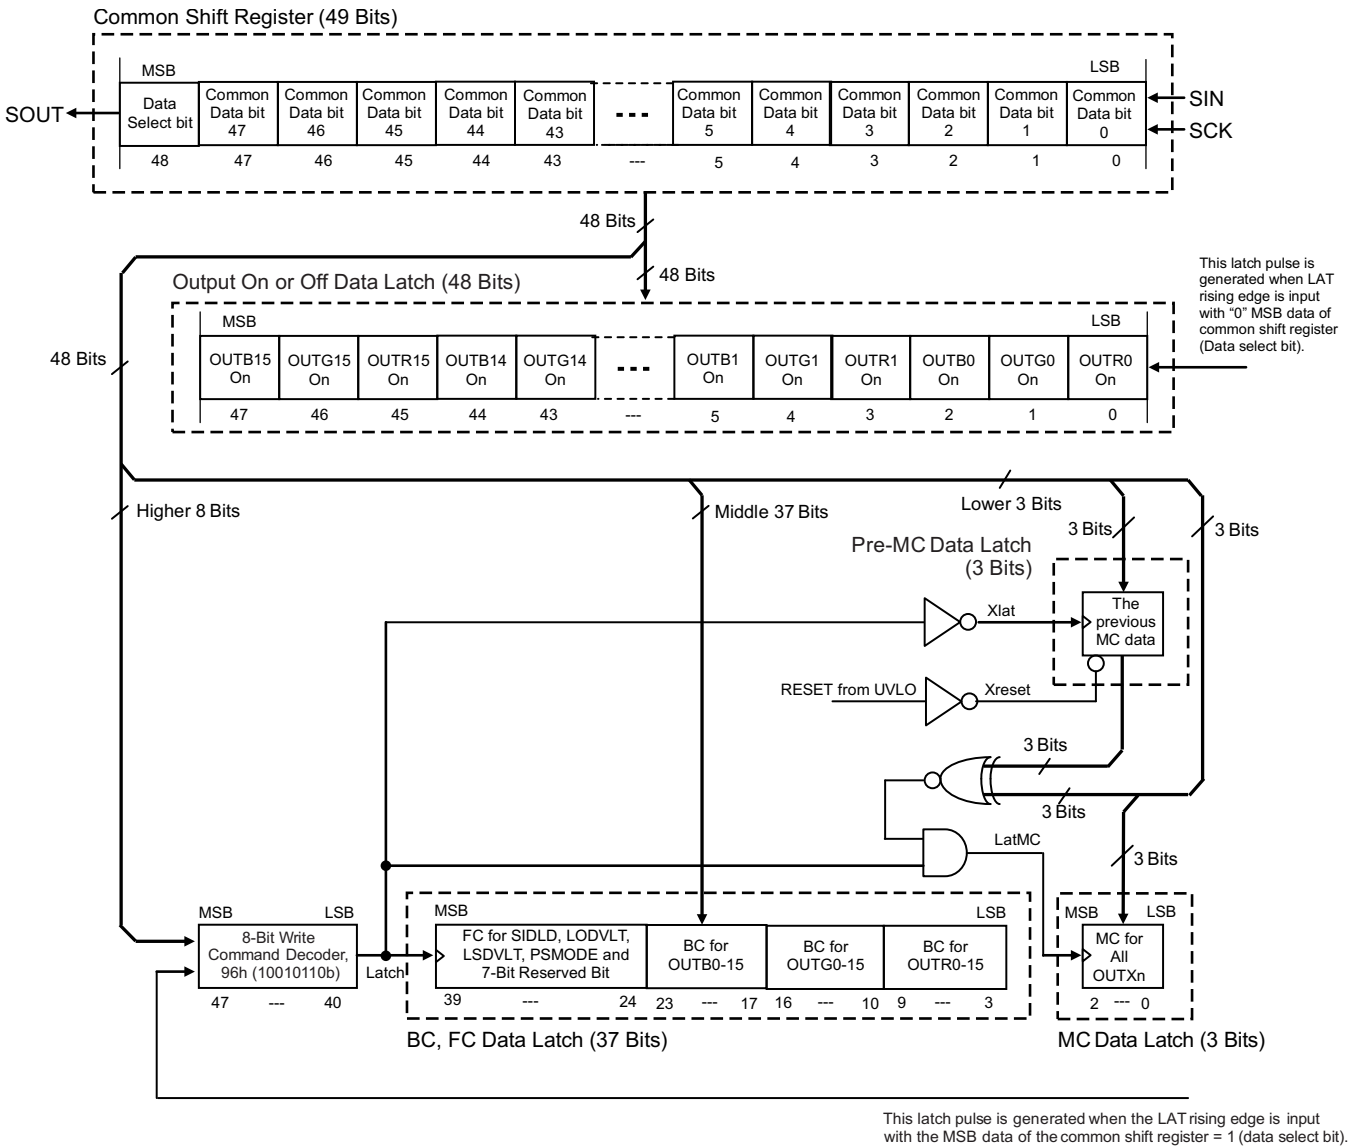 Common Shift Register (49 Bits)
MSB
LSB
SOUT
Data Select bit
Common Data bit 47
Common Data bit 46
Common Data bit 45
Common Data bit 44
Common Data bit 43
---
Common Data bit 5
Common Data bit 4
Common Data bit 3
Common Data bit 2
Common Data bit 1
Common Data bit 0
SIN
SCK
48 47 46 45 44 43 --- 5 4 3 2 1 0
48 Bits
48 Bits
Output On or Off Data Latch (48 Bits)
This latch pulse is
generated when LAT
rising edge is input
with “0” MSB data of
common shift register
(Data select bit).
MSB
LSB
48 Bits
OUTB15 On
OUTG15 On
OUTR15 On
OUTB14 On
OUTG14 On
---
OUTB1 On
OUTG1 On
OUTR1 On
OUTB0 On
OUTG0 On
OUTR0 On
47 46 45 44 43 --- 5 4 3 2 1 0
Higher 8 Bits
Middle 37 Bits
Lower 3 Bits
3 Bits
3 Bits
Pre-MC Data Latch
(3 Bits)
The
previous
MC data
Xlat
RESET from UVLO
Xreset
3 Bits
3 Bits
LatMC
3 Bits
MSB
LSB
8-Bit Write
Command Decoder,
96h (10010110b)
47 --- 40
Latch
MSB
LSB
FC for SIDLD, LODVLT,
LSDVLT, PSMODE and
7-Bit Reserved Bit
BC for
OUTB0-15
BC for
OUTG0-15
BC for
OUTR0-15
39 --- 24 23 --- 17 16 --- 10 9 --- 3
BC, FC Data Latch (37 Bits)
MSB
LSB
MC for
All
OUTXn
2 --- 0
MC Data Latch (3 Bits)
This latch pulse is generated when the LAT rising edge is input
with the MSB data of the common shift register = 1 (data select bit).